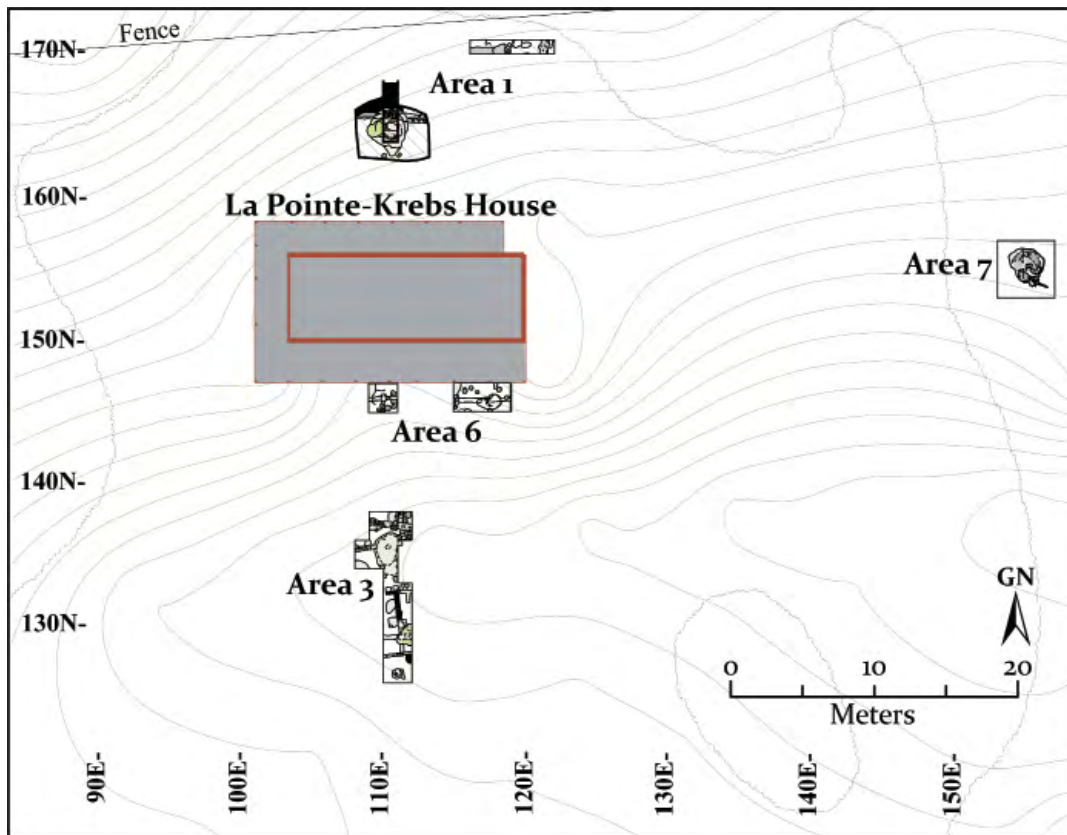 Fence
170N-
Area 1
160N-
La Pointe-Krebs House
Area 7
150N-
Area 6
140N-
GN
Area 3
130N-
0 10 20
Meters
90E-
100E-
110E-
120E-
130E-
140E-
150E-